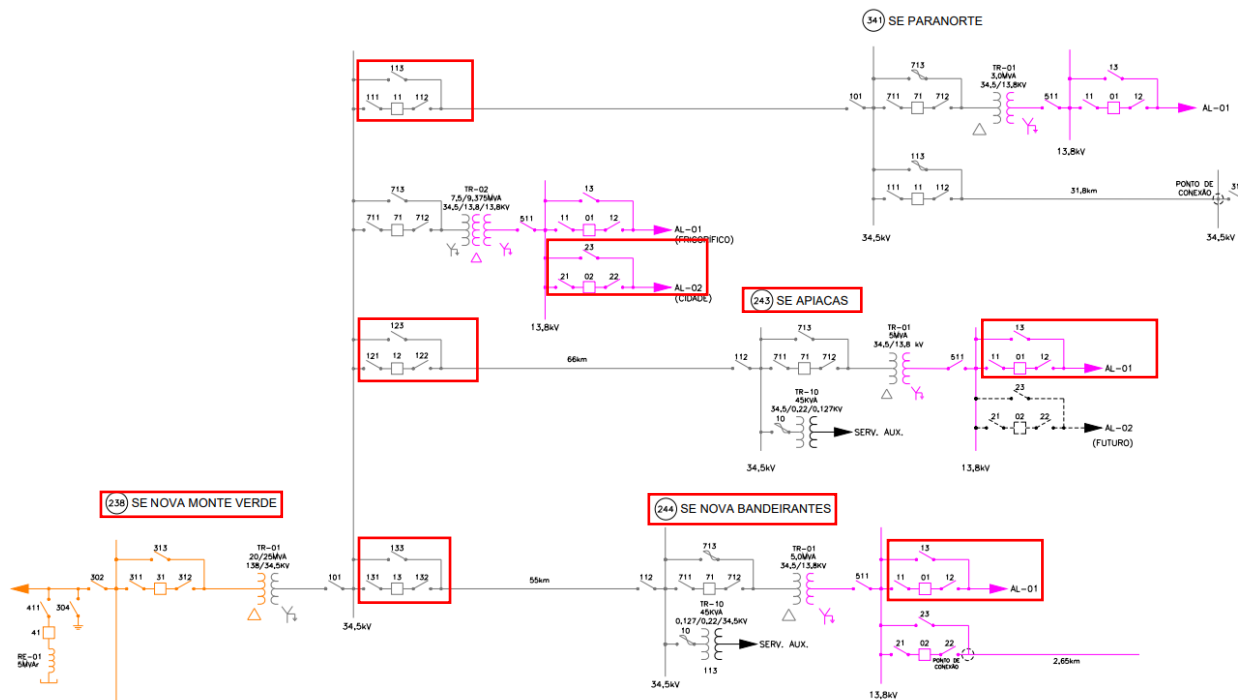 341 SE PARANORTE
113
111 11 112
101
713
711 71 712
TR-01
3,0MVA
34,5/13,8KV
511
13
11 01 12
AL-01
13,8kV
113
111 11 112
31,8km
PONTO DE
CONEXÃO
34,5kV
34,5kV
713
711 71 712
TR-02
7,5/9,375MVA
34,5/13,8/13,8KV
511
13
11 01 12
AL-01
(FRIGORÍFICO)
23
21 02 22
AL-02
(CIDADE)
13,8kV
243 SE APIACAS
123
121 12 122
66km
112
713
711 71 712
TR-01
5MVA
34,5/13,8 kV
511
13
11 01 12
AL-01
TR-10
45KVA
34,5/0,22/0,127KV
10
SERV. AUX.
23
21 02 22
AL-02
(FUTURO)
34,5kV
13,8kV
238 SE NOVA MONTE VERDE
244 SE NOVA BANDEIRANTES
302
313
311 31 312
TR-01
20/25MVA
138/34,5KV
101
133
131 13 132
55km
112
713
711 71 712
TR-01
5,0MVA
34,5/13,8KV
511
13
11 01 12
AL-01
411
304
41
RE-01
5MVAr
34,5kV
TR-10
45KVA
0,127/0,22/34,5KV
10
SERV. AUX.
113
23
21 02 22
PONTO DE
CONEXÃO
2,65km
34,5kV
13,8kV